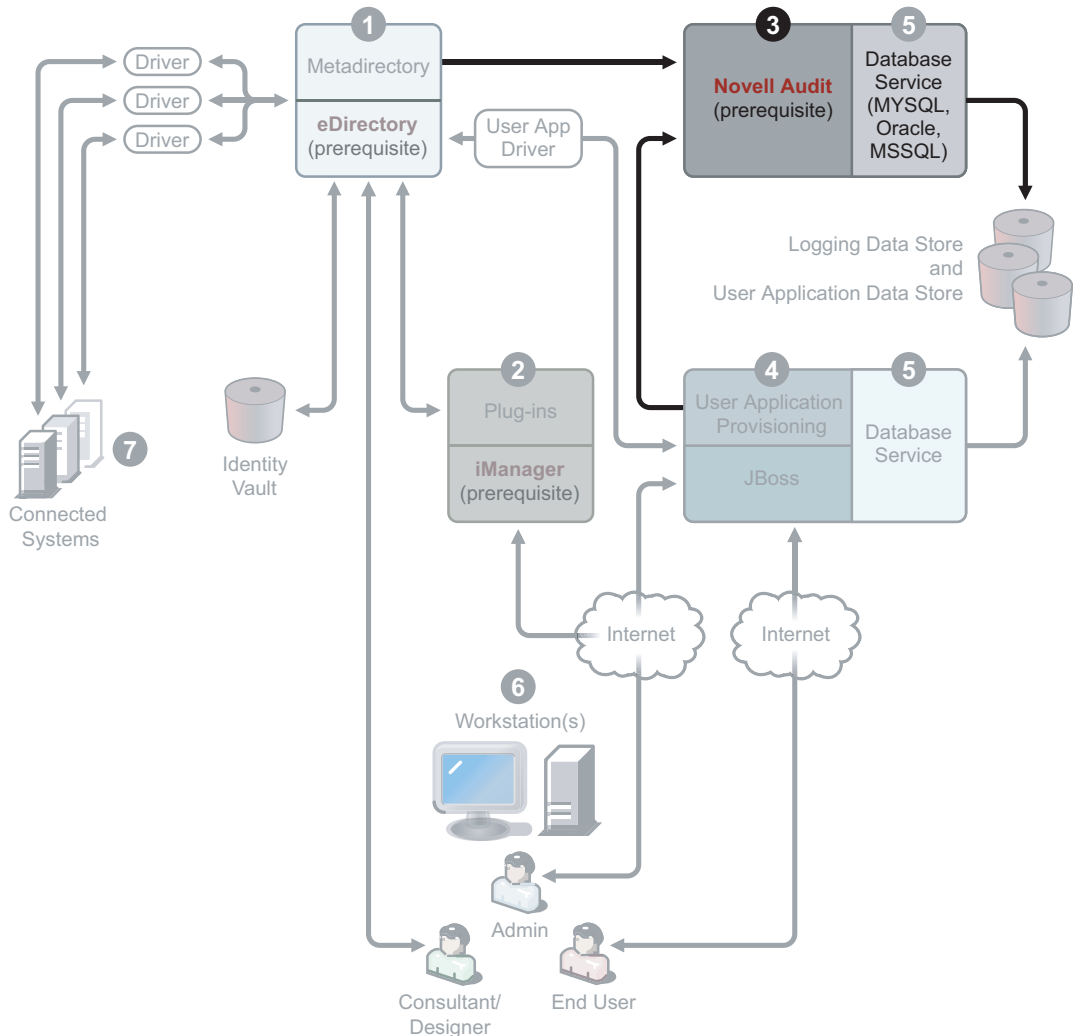 1
3
5
Driver
Driver
Driver
Metadirectory
eDirectory
(prerequisite)
User App
Driver
Novell Audit
(prerequisite)
Database
Service
(MYSQL,
Oracle,
MSSQL)
Logging Data Store
and
User Application Data Store
2
Plug-ins
iManager
(prerequisite)
4
5
User Application
Provisioning
JBoss
Database
Service
7
Connected
Systems
Identity
Vault
Internet
Internet
6
Workstation(s)
Admin
Consultant/
Designer
End User